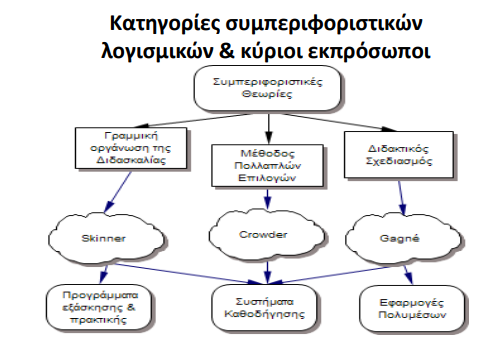 Κατηγορίες συμπεριφοριστικών
λογισμικών & κύριοι εκπρόσωποι
Συμπεριφοριστικές
Θεωρίες
Γραμμική
οργάνωση της
Διδασκαλίας
Μέθοδος
Πολλαπλών
Επιλογών
Διδακτικός
Σχεδιασμός
Skinner
Crowder
Gagné
Προγράμματα
εξάσκησης &
πρακτικής
Συστήματα
Καθοδήγησης
Εφαρμογές
Πολυμέσων